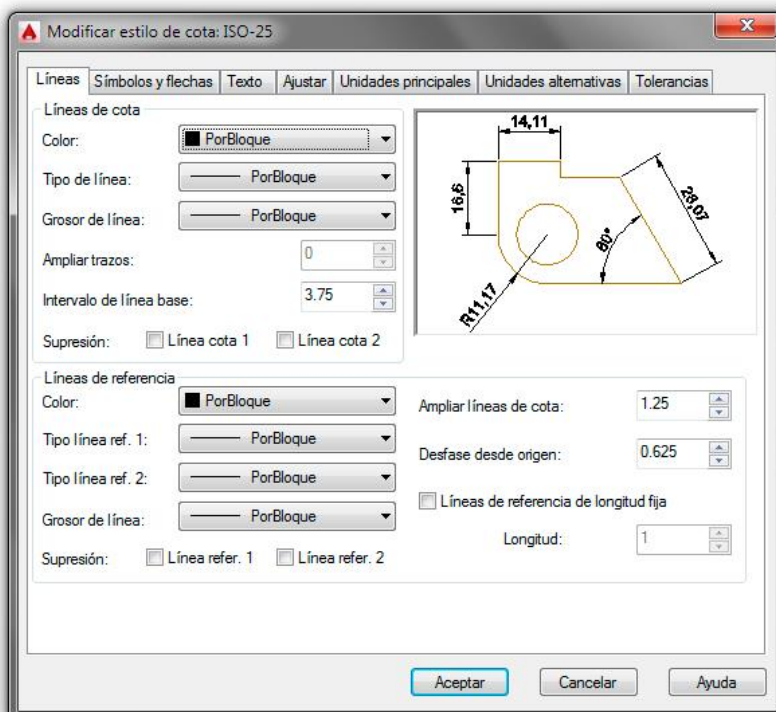 Modificar estilo de cota: ISO-25
Líneas Símbolos y flechas Texto Ajustar Unidades principales Unidades alternativas Tolerancias
Líneas de cota
Color: PorBloque
Tipo de línea: PorBloque
Grosor de línea: PorBloque
Ampliar trazos: 0
Intervalo de línea base: 3.75
Supresión: Línea cota 1 Línea cota 2
14,11
16,6
28,07
60°
R11,17
Líneas de referencia
Color: PorBloque
Tipo línea ref. 1: PorBloque
Tipo línea ref. 2: PorBloque
Grosor de línea: PorBloque
Supresión: Línea refer. 1 Línea refer. 2
Ampliar líneas de cota: 1.25
Desfase desde origen: 0.625
Líneas de referencia de longitud fija
Longitud: 1
Aceptar Cancelar Ayuda